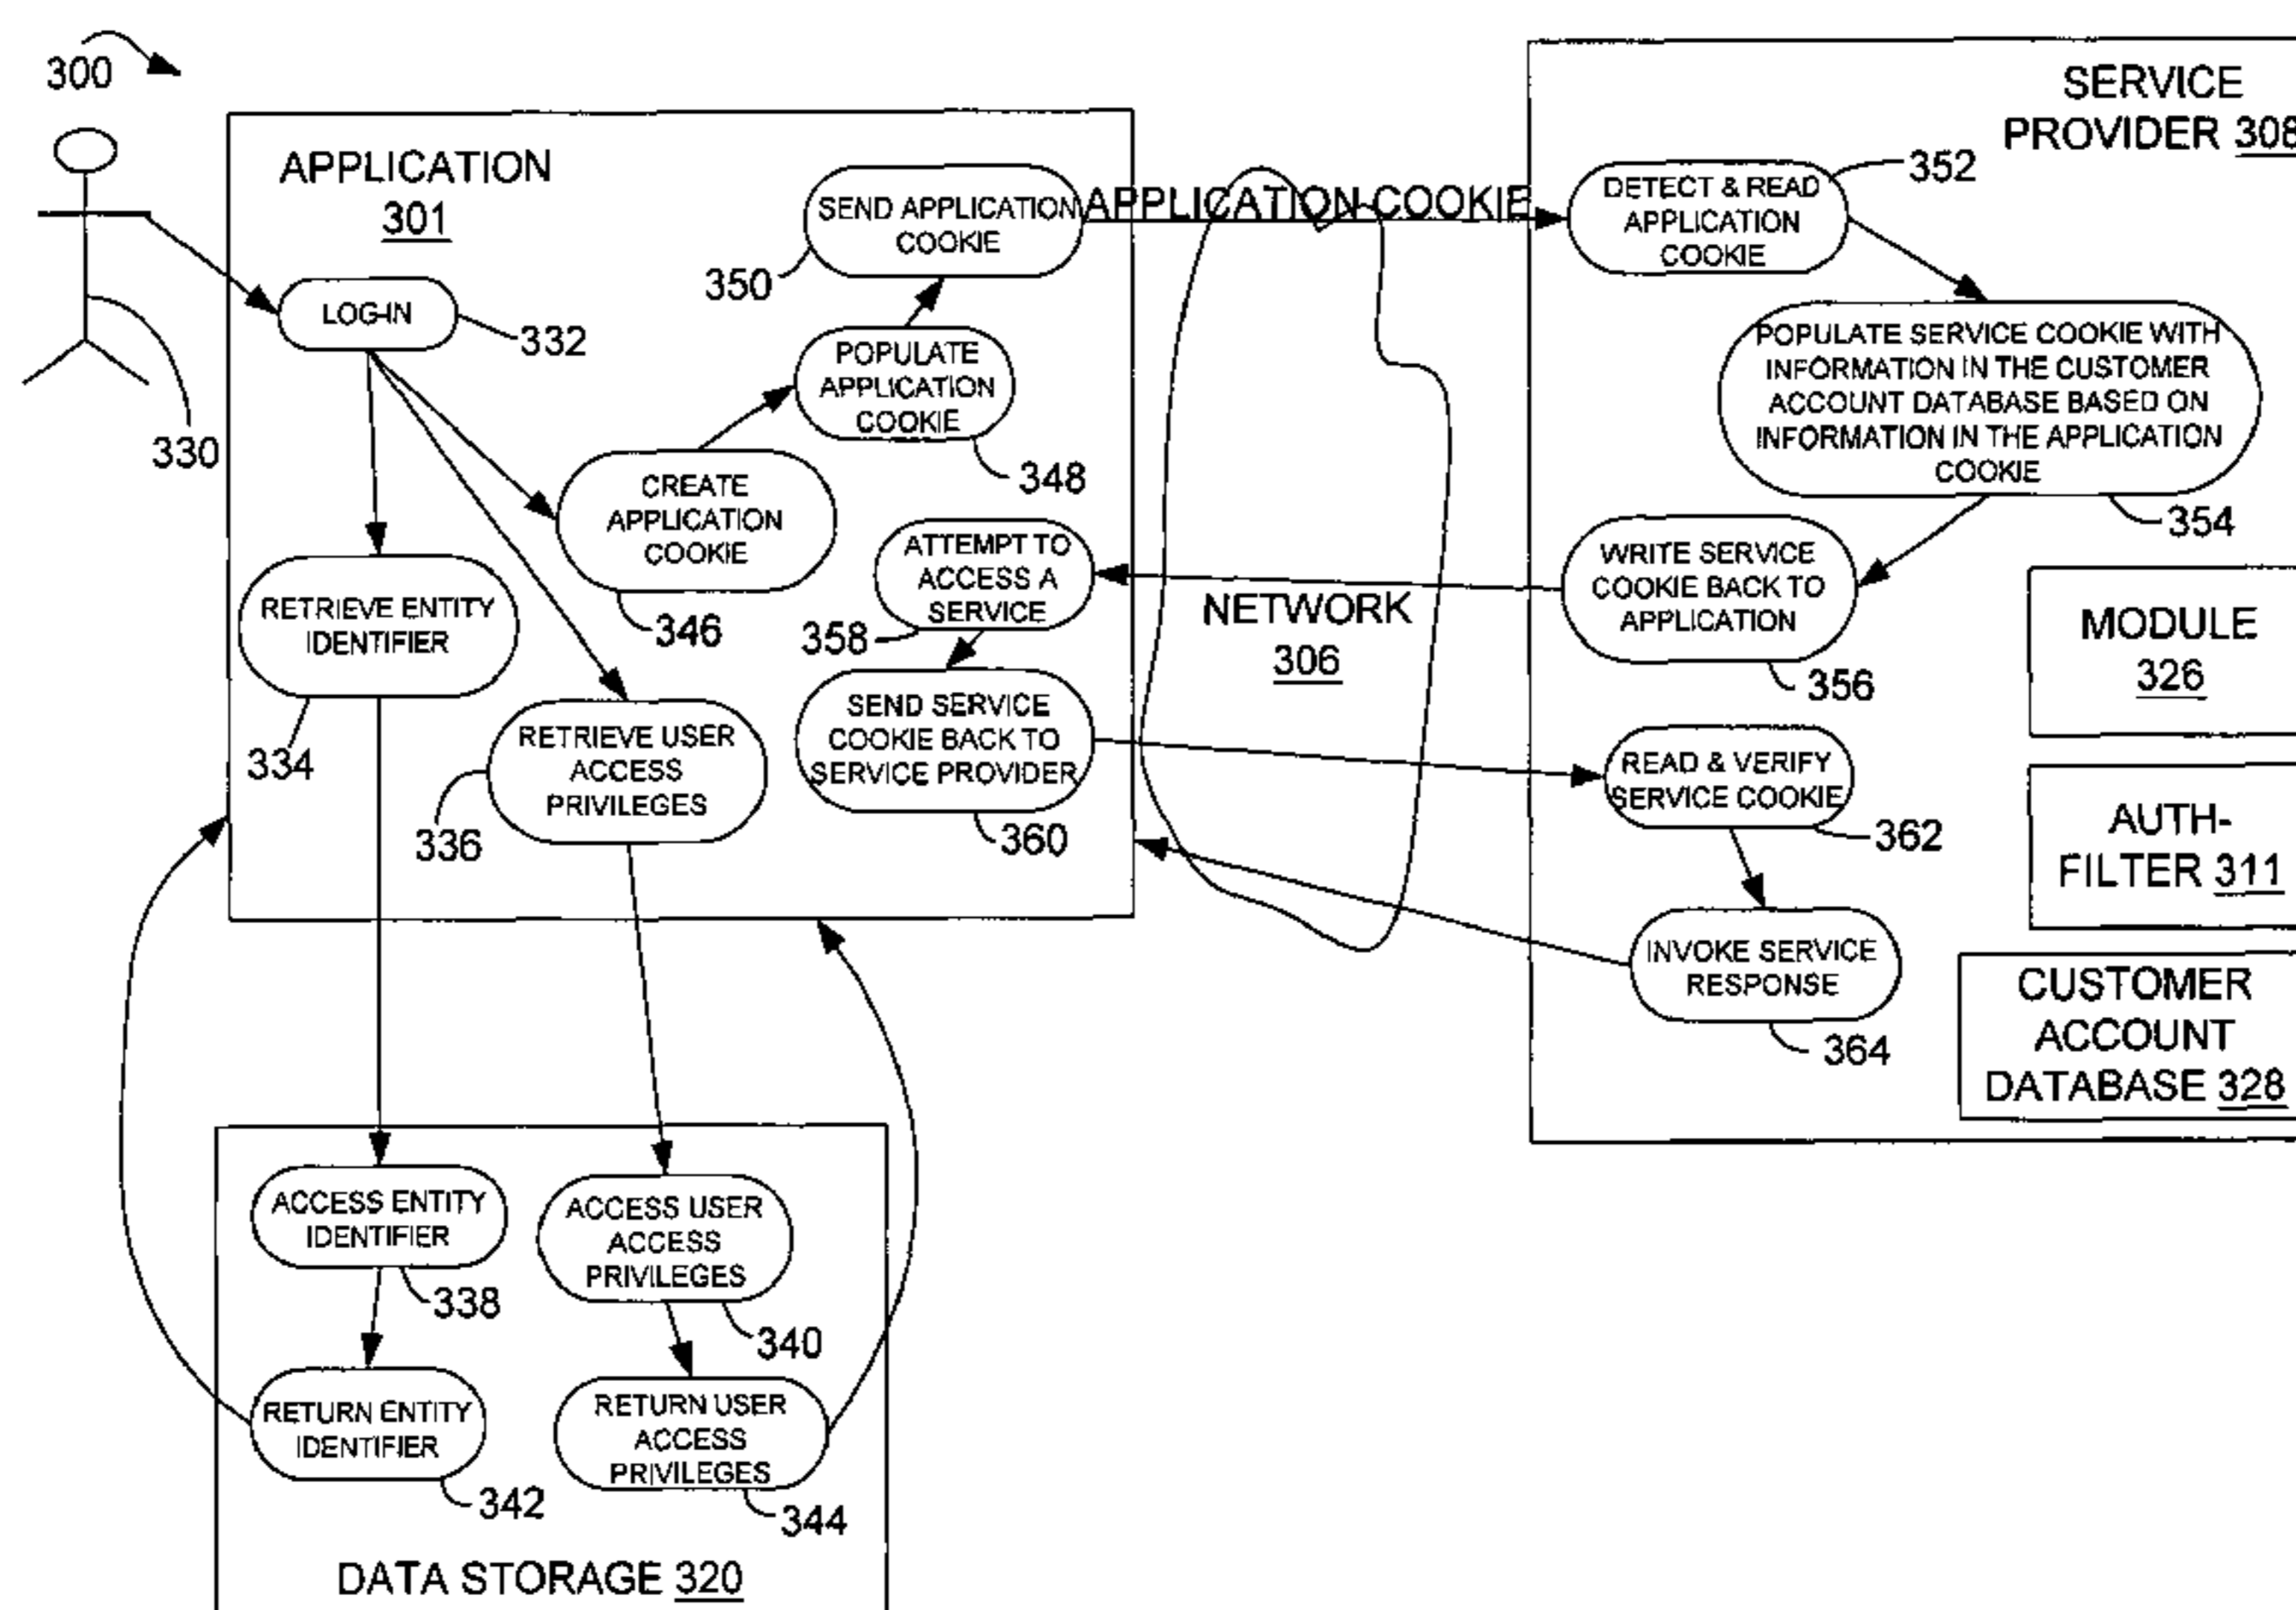 300
APPLICATION
301
LOG-IN
332
330
SEND APPLICATION
COOKIE
350
POPULATE
APPLICATION
COOKIE
348
CREATE
APPLICATION
COOKIE
346
RETRIEVE ENTITY
IDENTIFIER
334
RETRIEVE USER
ACCESS
PRIVILEGES
336
ATTEMPT TO
ACCESS A
SERVICE
358
SEND SERVICE
COOKIE BACK TO
SERVICE PROVIDER
360
APPLICATION COOKIE
NETWORK
306
SERVICE
PROVIDER 308
DETECT & READ
APPLICATION
COOKIE
352
POPULATE SERVICE COOKIE WITH
INFORMATION IN THE CUSTOMER
ACCOUNT DATABASE BASED ON
INFORMATION IN THE APPLICATION
COOKIE
354
WRITE SERVICE
COOKIE BACK TO
APPLICATION
356
MODULE
326
READ & VERIFY
SERVICE COOKIE
362
AUTH-
FILTER 311
INVOKE SERVICE
RESPONSE
364
CUSTOMER
ACCOUNT
DATABASE 328
ACCESS ENTITY
IDENTIFIER
338
ACCESS USER
ACCESS
PRIVILEGES
340
RETURN ENTITY
IDENTIFIER
342
RETURN USER
ACCESS
PRIVILEGES
344
DATA STORAGE 320